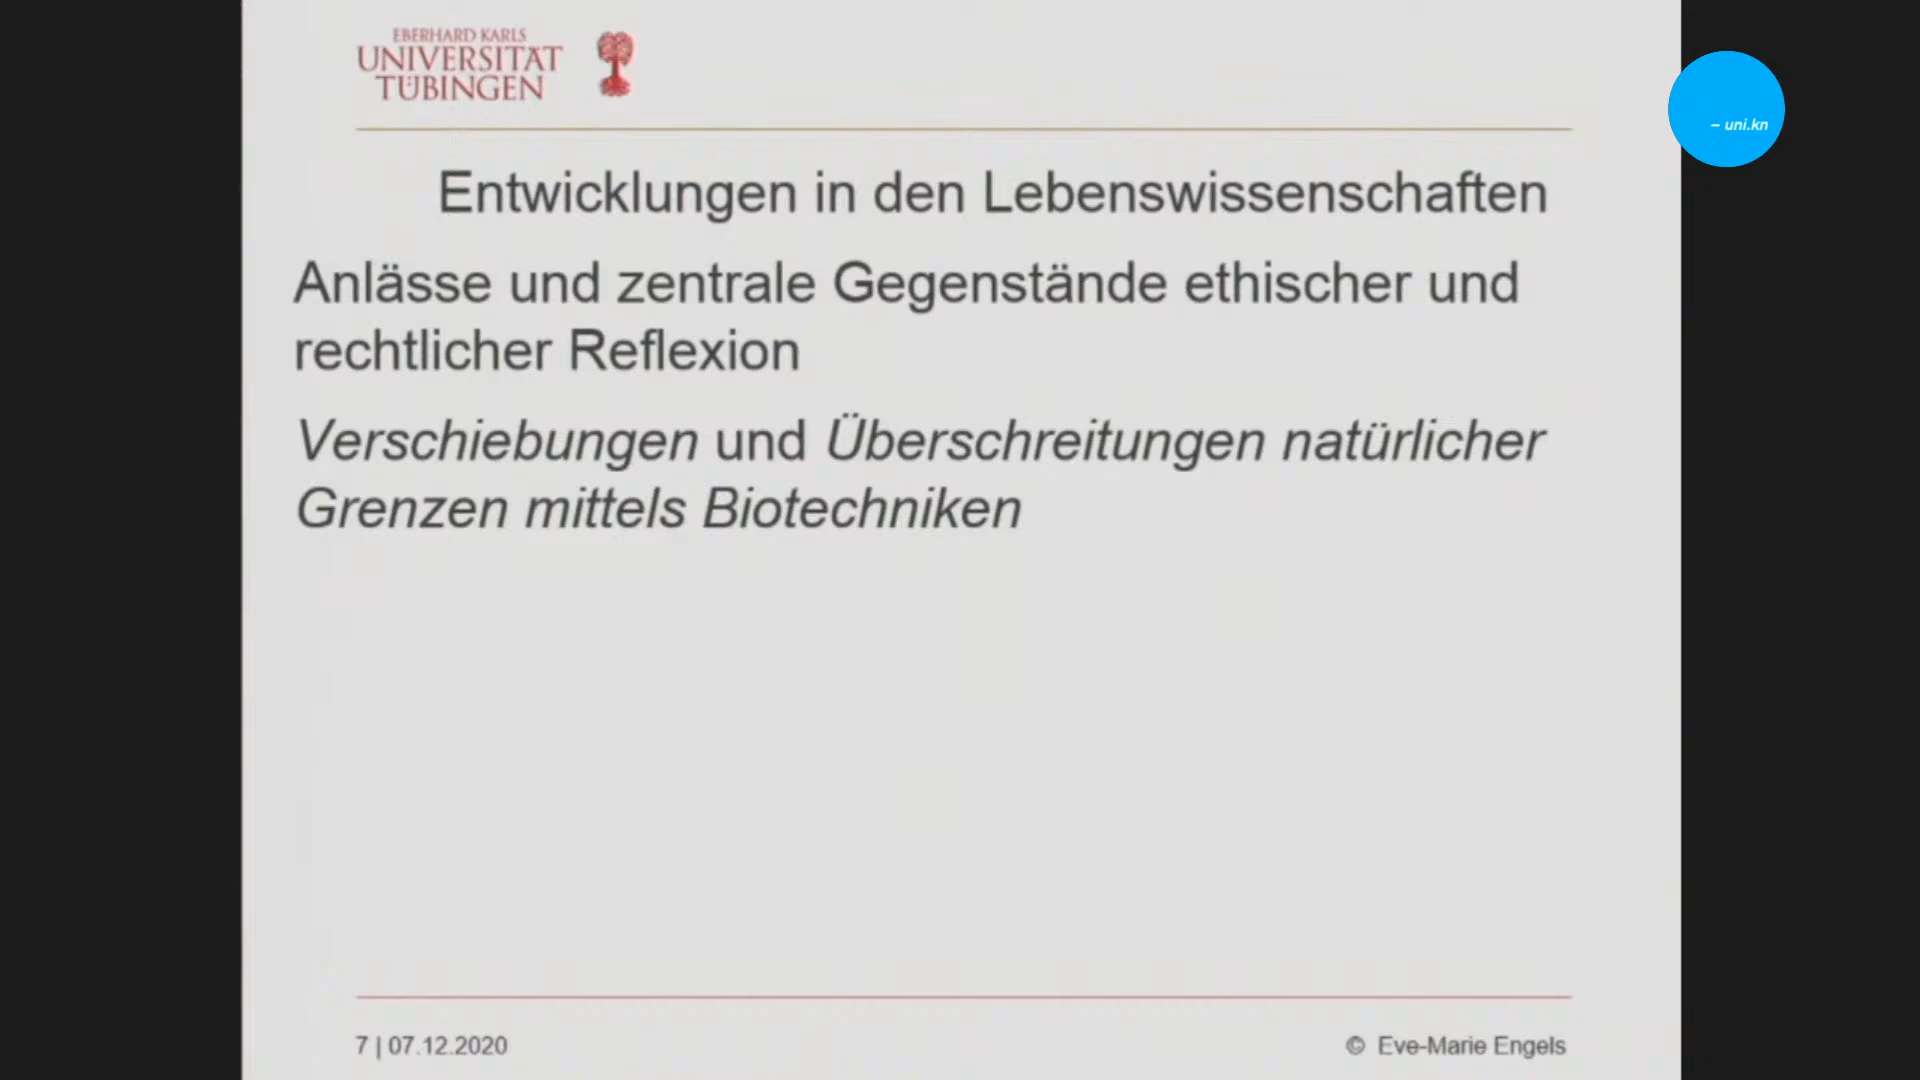 EBERHARD KARLS
UNIVERSITÄT
TÜBINGEN
– uni.kn
Entwicklungen in den Lebenswissenschaften
Anlässe und zentrale Gegenstände ethischer und
rechtlicher Reflexion
Verschiebungen und Überschreitungen natürlicher
Grenzen mittels Biotechniken
7 | 07.12.2020
© Eve-Marie Engels